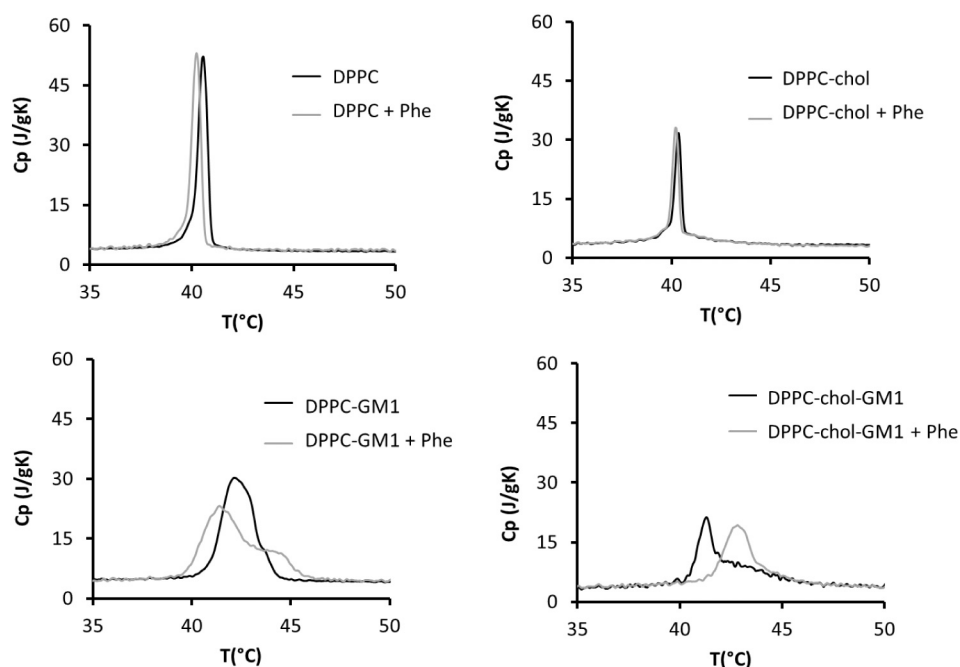 60
45
30
15
0
Cp (J/gK)
35
40
45
50
T(°C)
DPPC
DPPC + Phe
60
45
30
15
0
Cp (J/gK)
35
40
45
50
T(°C)
DPPC-chol
DPPC-chol + Phe
60
45
30
15
0
Cp (J/gK)
35
40
45
50
T(°C)
DPPC-GM1
DPPC-GM1 + Phe
60
45
30
15
0
Cp (J/gK)
35
40
45
50
T(°C)
DPPC-chol-GM1
DPPC-chol-GM1 + Phe